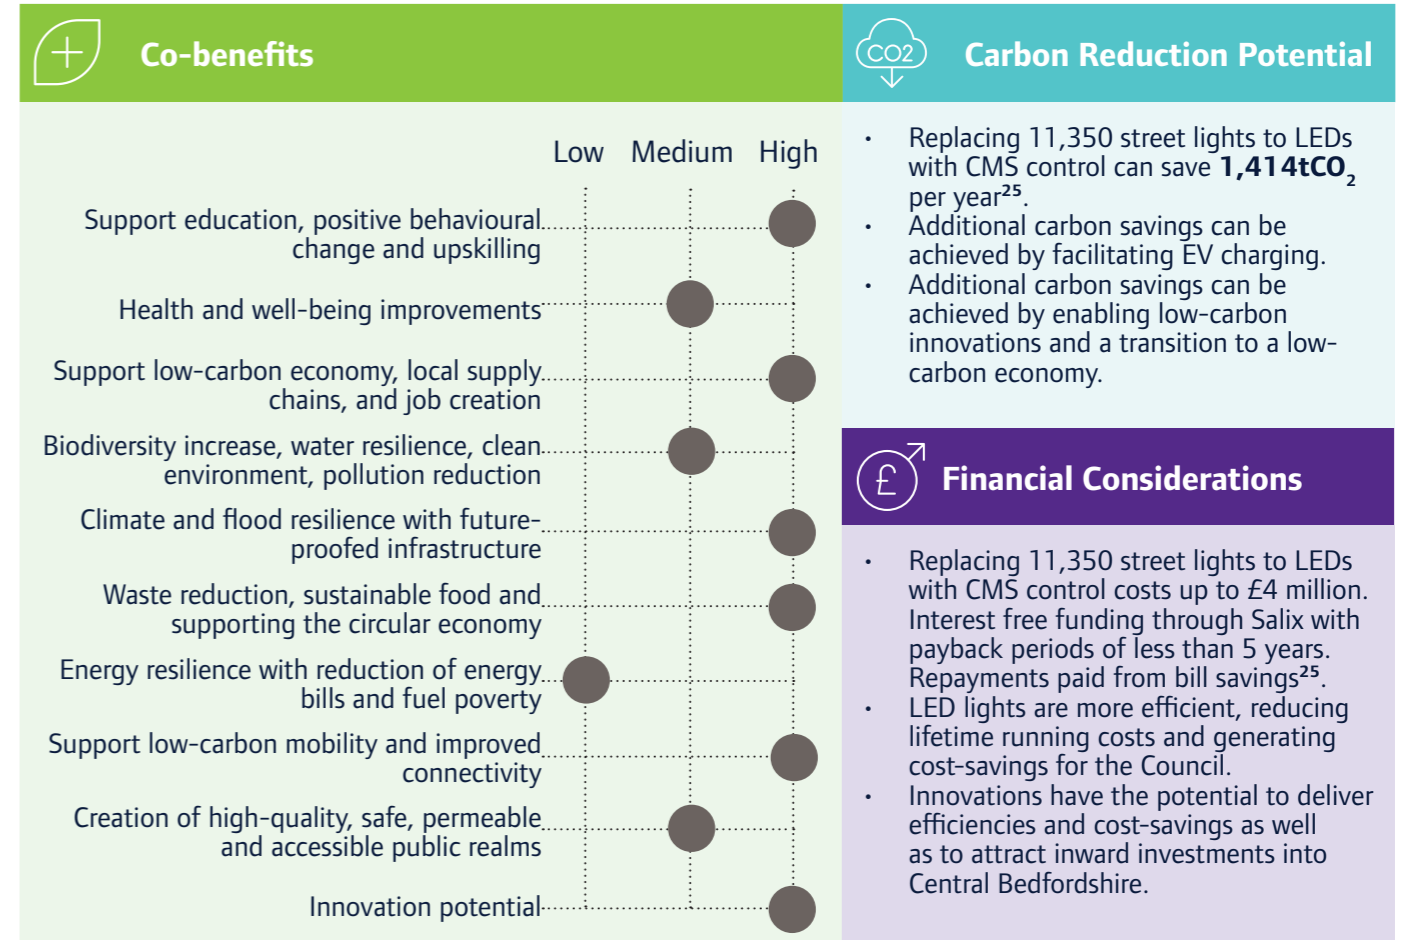 Co-benefits
Low Medium High
Support education, positive behavioural
change and upskilling
Health and well-being improvements
Support low-carbon economy, local supply
chains, and job creation
Biodiversity increase, water resilience, clean
environment, pollution reduction
Climate and flood resilience with future-
proofed infrastructure
Waste reduction, sustainable food and
supporting the circular economy
Energy resilience with reduction of energy
bills and fuel poverty
Support low-carbon mobility and improved
connectivity
Creation of high-quality, safe, permeable
and accessible public realms
Innovation potential
CO2
Carbon Reduction Potential
• Replacing 11,350 street lights to LEDs
with CMS control can save 1,414tCO₂
per year²⁵.
• Additional carbon savings can be
achieved by facilitating EV charging.
• Additional carbon savings can be
achieved by enabling low-carbon
innovations and a transition to a low-
carbon economy.
£
Financial Considerations
• Replacing 11,350 street lights to LEDs
with CMS control costs up to £4 million.
Interest free funding through Salix with
payback periods of less than 5 years.
Repayments paid from bill savings²⁵.
• LED lights are more efficient, reducing
lifetime running costs and generating
cost-savings for the Council.
• Innovations have the potential to deliver
efficiencies and cost-savings as well
as to attract inward investments into
Central Bedfordshire.